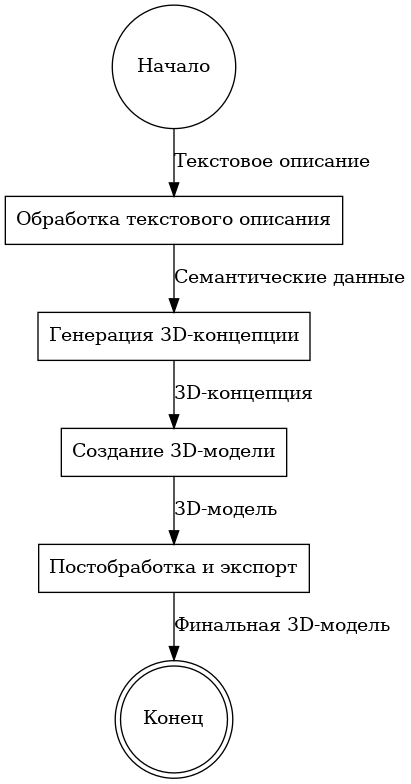 Начало
Текстовое описание
Обработка текстового описания
Семантические данные
Генерация 3D-концепции
3D-концепция
Создание 3D-модели
3D-модель
Постобработка и экспорт
Финальная 3D-модель
Конец